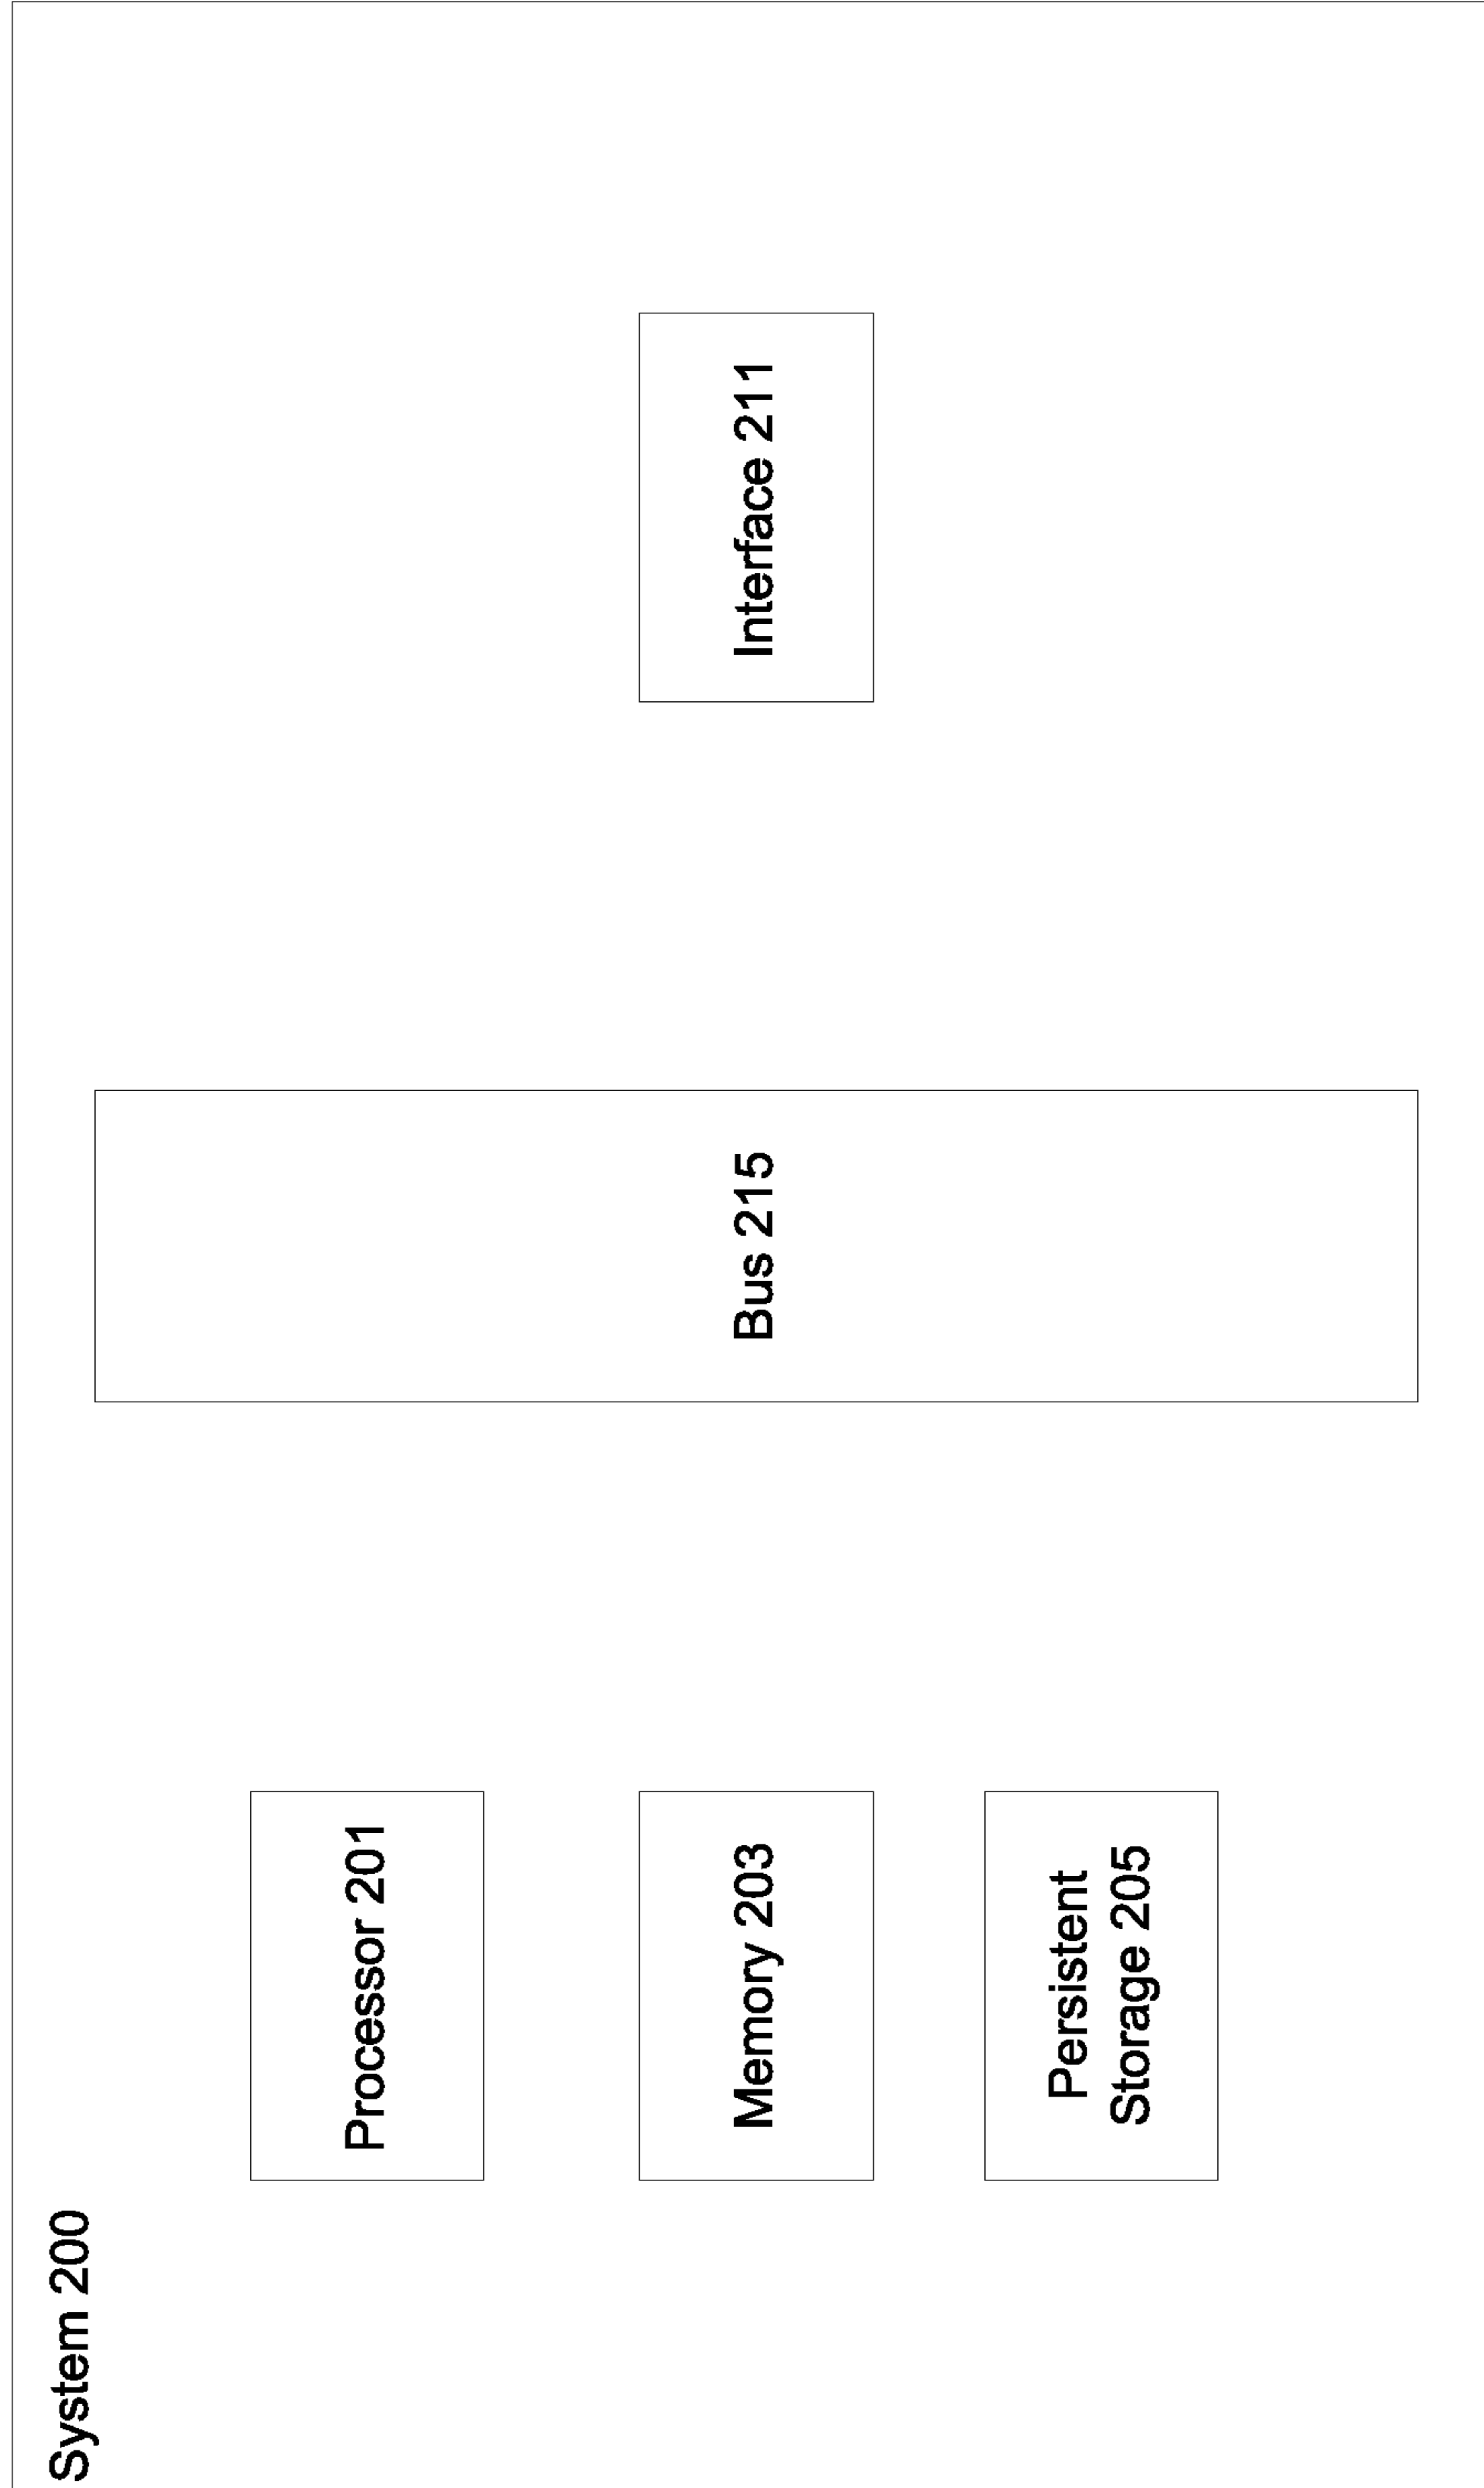 System 200
Processor 201
Memory 203
Persistent
Storage 205
Bus 215
Interface 211